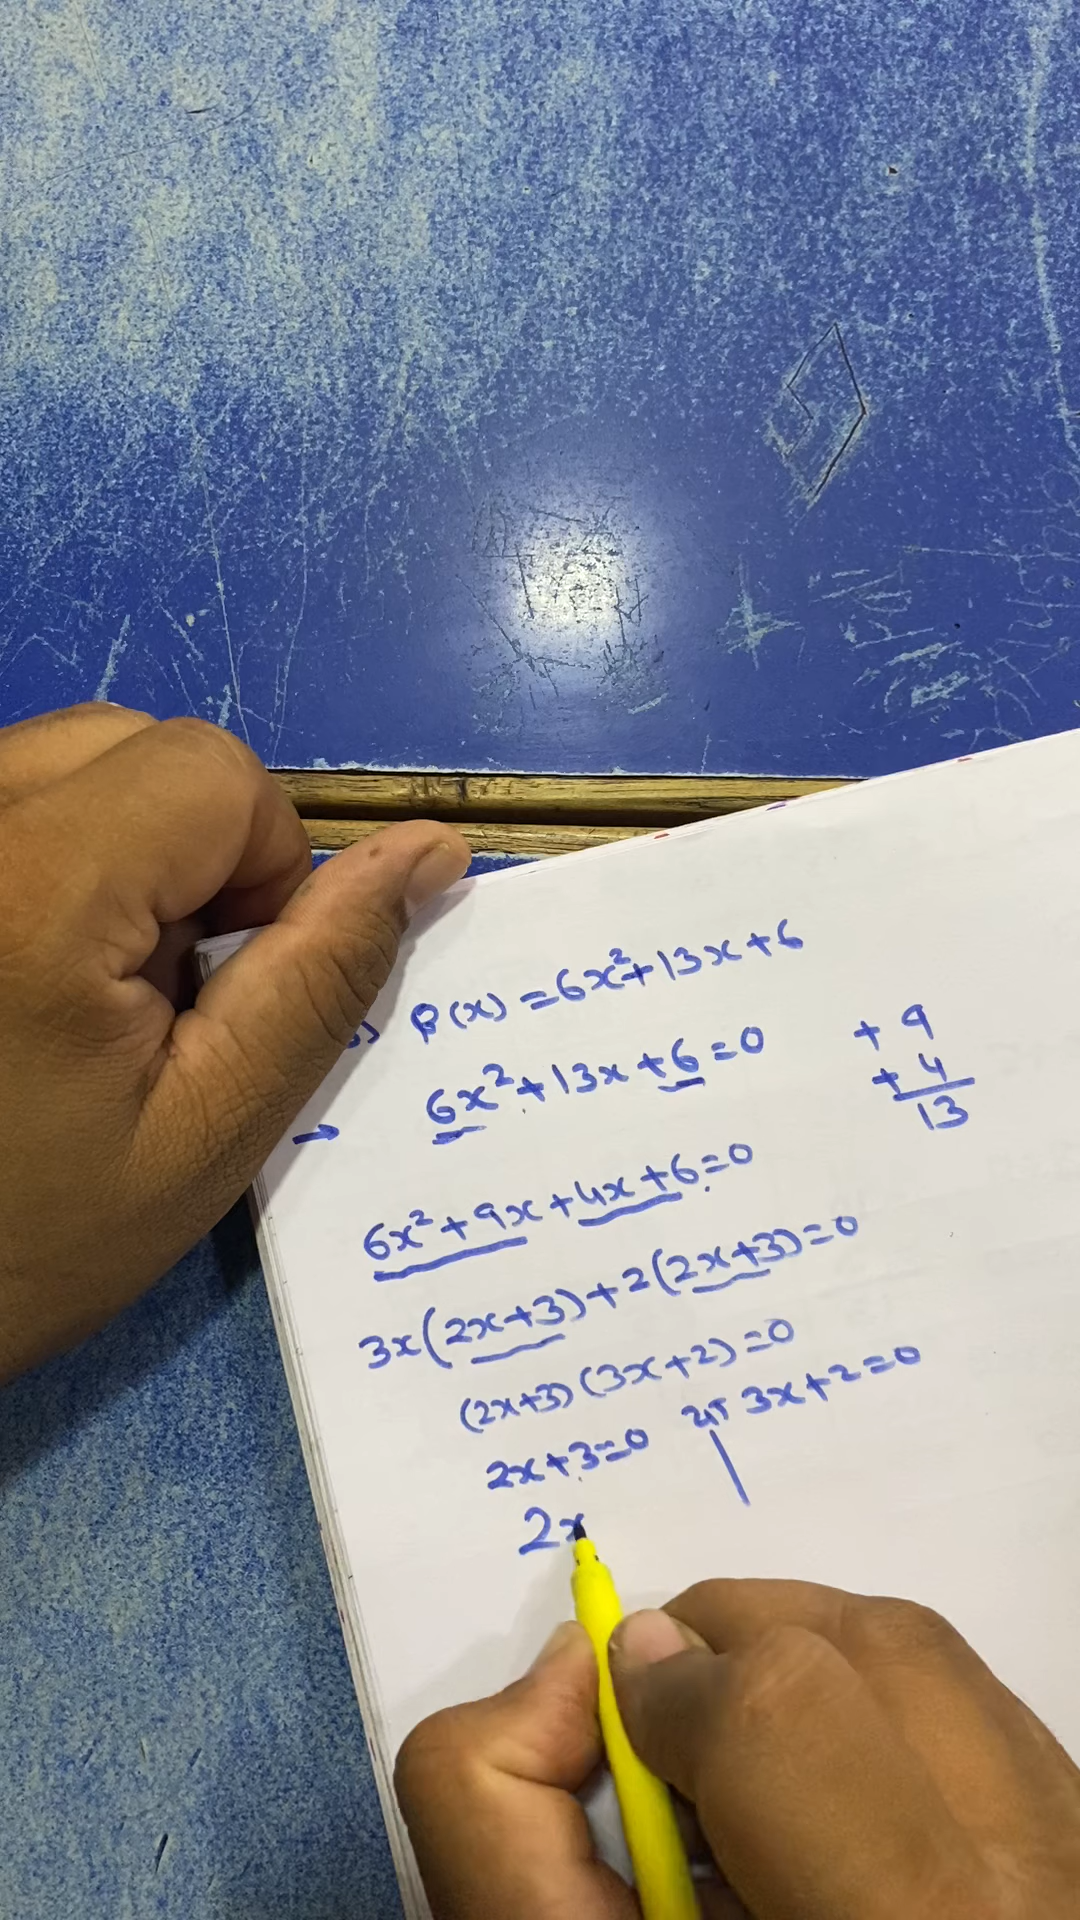 ) p(x) = 6x²+13x+6
→ 6x²+13x+6=0
+ 9
+ 4
13
6x²+9x+4x+6=0
3x(2x+3)+2(2x+3)=0
(2x+3)(3x+2)=0
2x+3=0 या 3x+2=0
2x